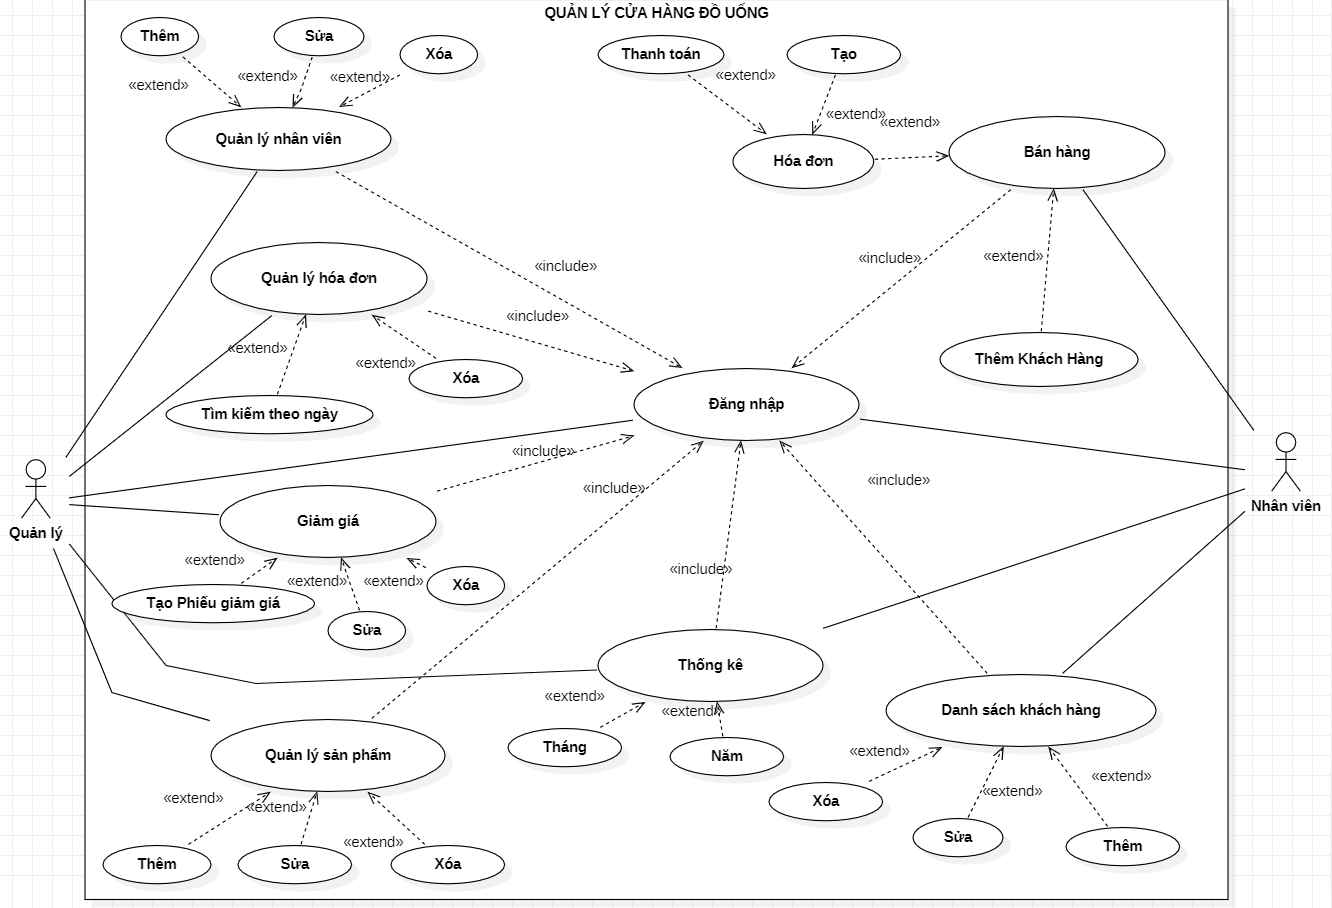 QUẢN LÝ CỬA HÀNG ĐỒ UỐNG
Thêm
Sửa
Xóa
«extend»
«extend»
«extend»
Quản lý nhân viên
Thanh toán
Tạo
«extend»
«extend»
«extend»
Hóa đơn
Bán hàng
«include»
«include»
«extend»
Quản lý hóa đơn
«include»
«extend»
«extend»
Xóa
Tìm kiếm theo ngày
Thêm Khách Hàng
Đăng nhập
Quản lý
Nhân viên
«include»
«include»
«include»
Giảm giá
«extend»
«extend»
«extend»
Xóa
Tạo Phiếu giảm giá
Sửa
«include»
Thống kê
«extend»
«extend»
Tháng
Năm
Danh sách khách hàng
«extend»
«extend»
«extend»
Xóa
Sửa
Thêm
Quản lý sản phẩm
«extend»
«extend»
«extend»
Thêm
Sửa
Xóa